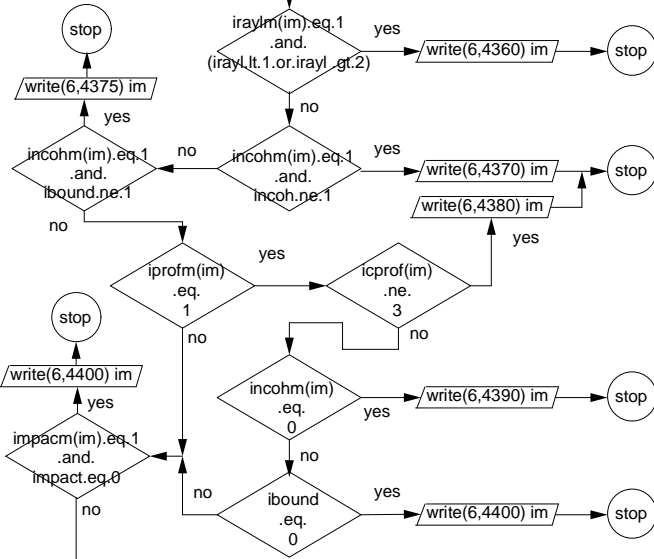 stop
iraylm(im).eq.1
.and.
(irayl.lt.1.or.irayl .gt.2)
yes
write(6,4360) im
stop
write(6,4375) im
no
yes
no
incohm(im).eq.1
.and.
ibound.ne.1
incohm(im).eq.1
.and.
incoh.ne.1
yes
write(6,4370) im
stop
write(6,4380) im
no
yes
yes
iprofm(im)
.eq.
1
icprof(im)
.ne.
3
stop
no
no
write(6,4400) im
incohm(im)
.eq.
0
write(6,4390) im
stop
yes
yes
impacm(im).eq.1
.and.
impact.eq.0
no
no
no
ibound
.eq.
0
yes
write(6,4400) im
stop